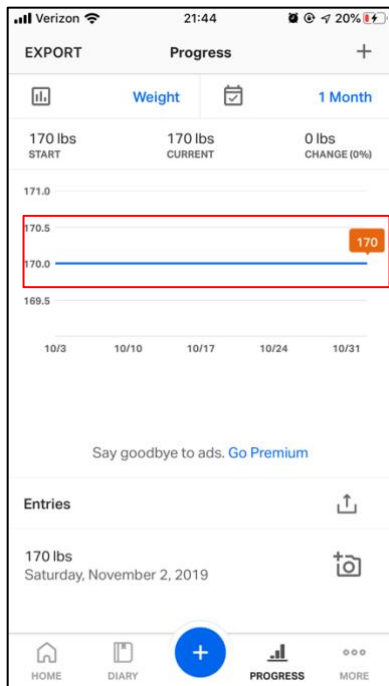 Verizon 21:44 20%
EXPORT Progress +
Weight 1 Month
170 lbs 170 lbs 0 lbs
START CURRENT CHANGE (0%)
171.0
170.5
170
170.0
169.5
10/3 10/10 10/17 10/24 10/31
Say goodbye to ads. Go Premium
Entries
170 lbs
Saturday, November 2, 2019
+
HOME DIARY PROGRESS MORE